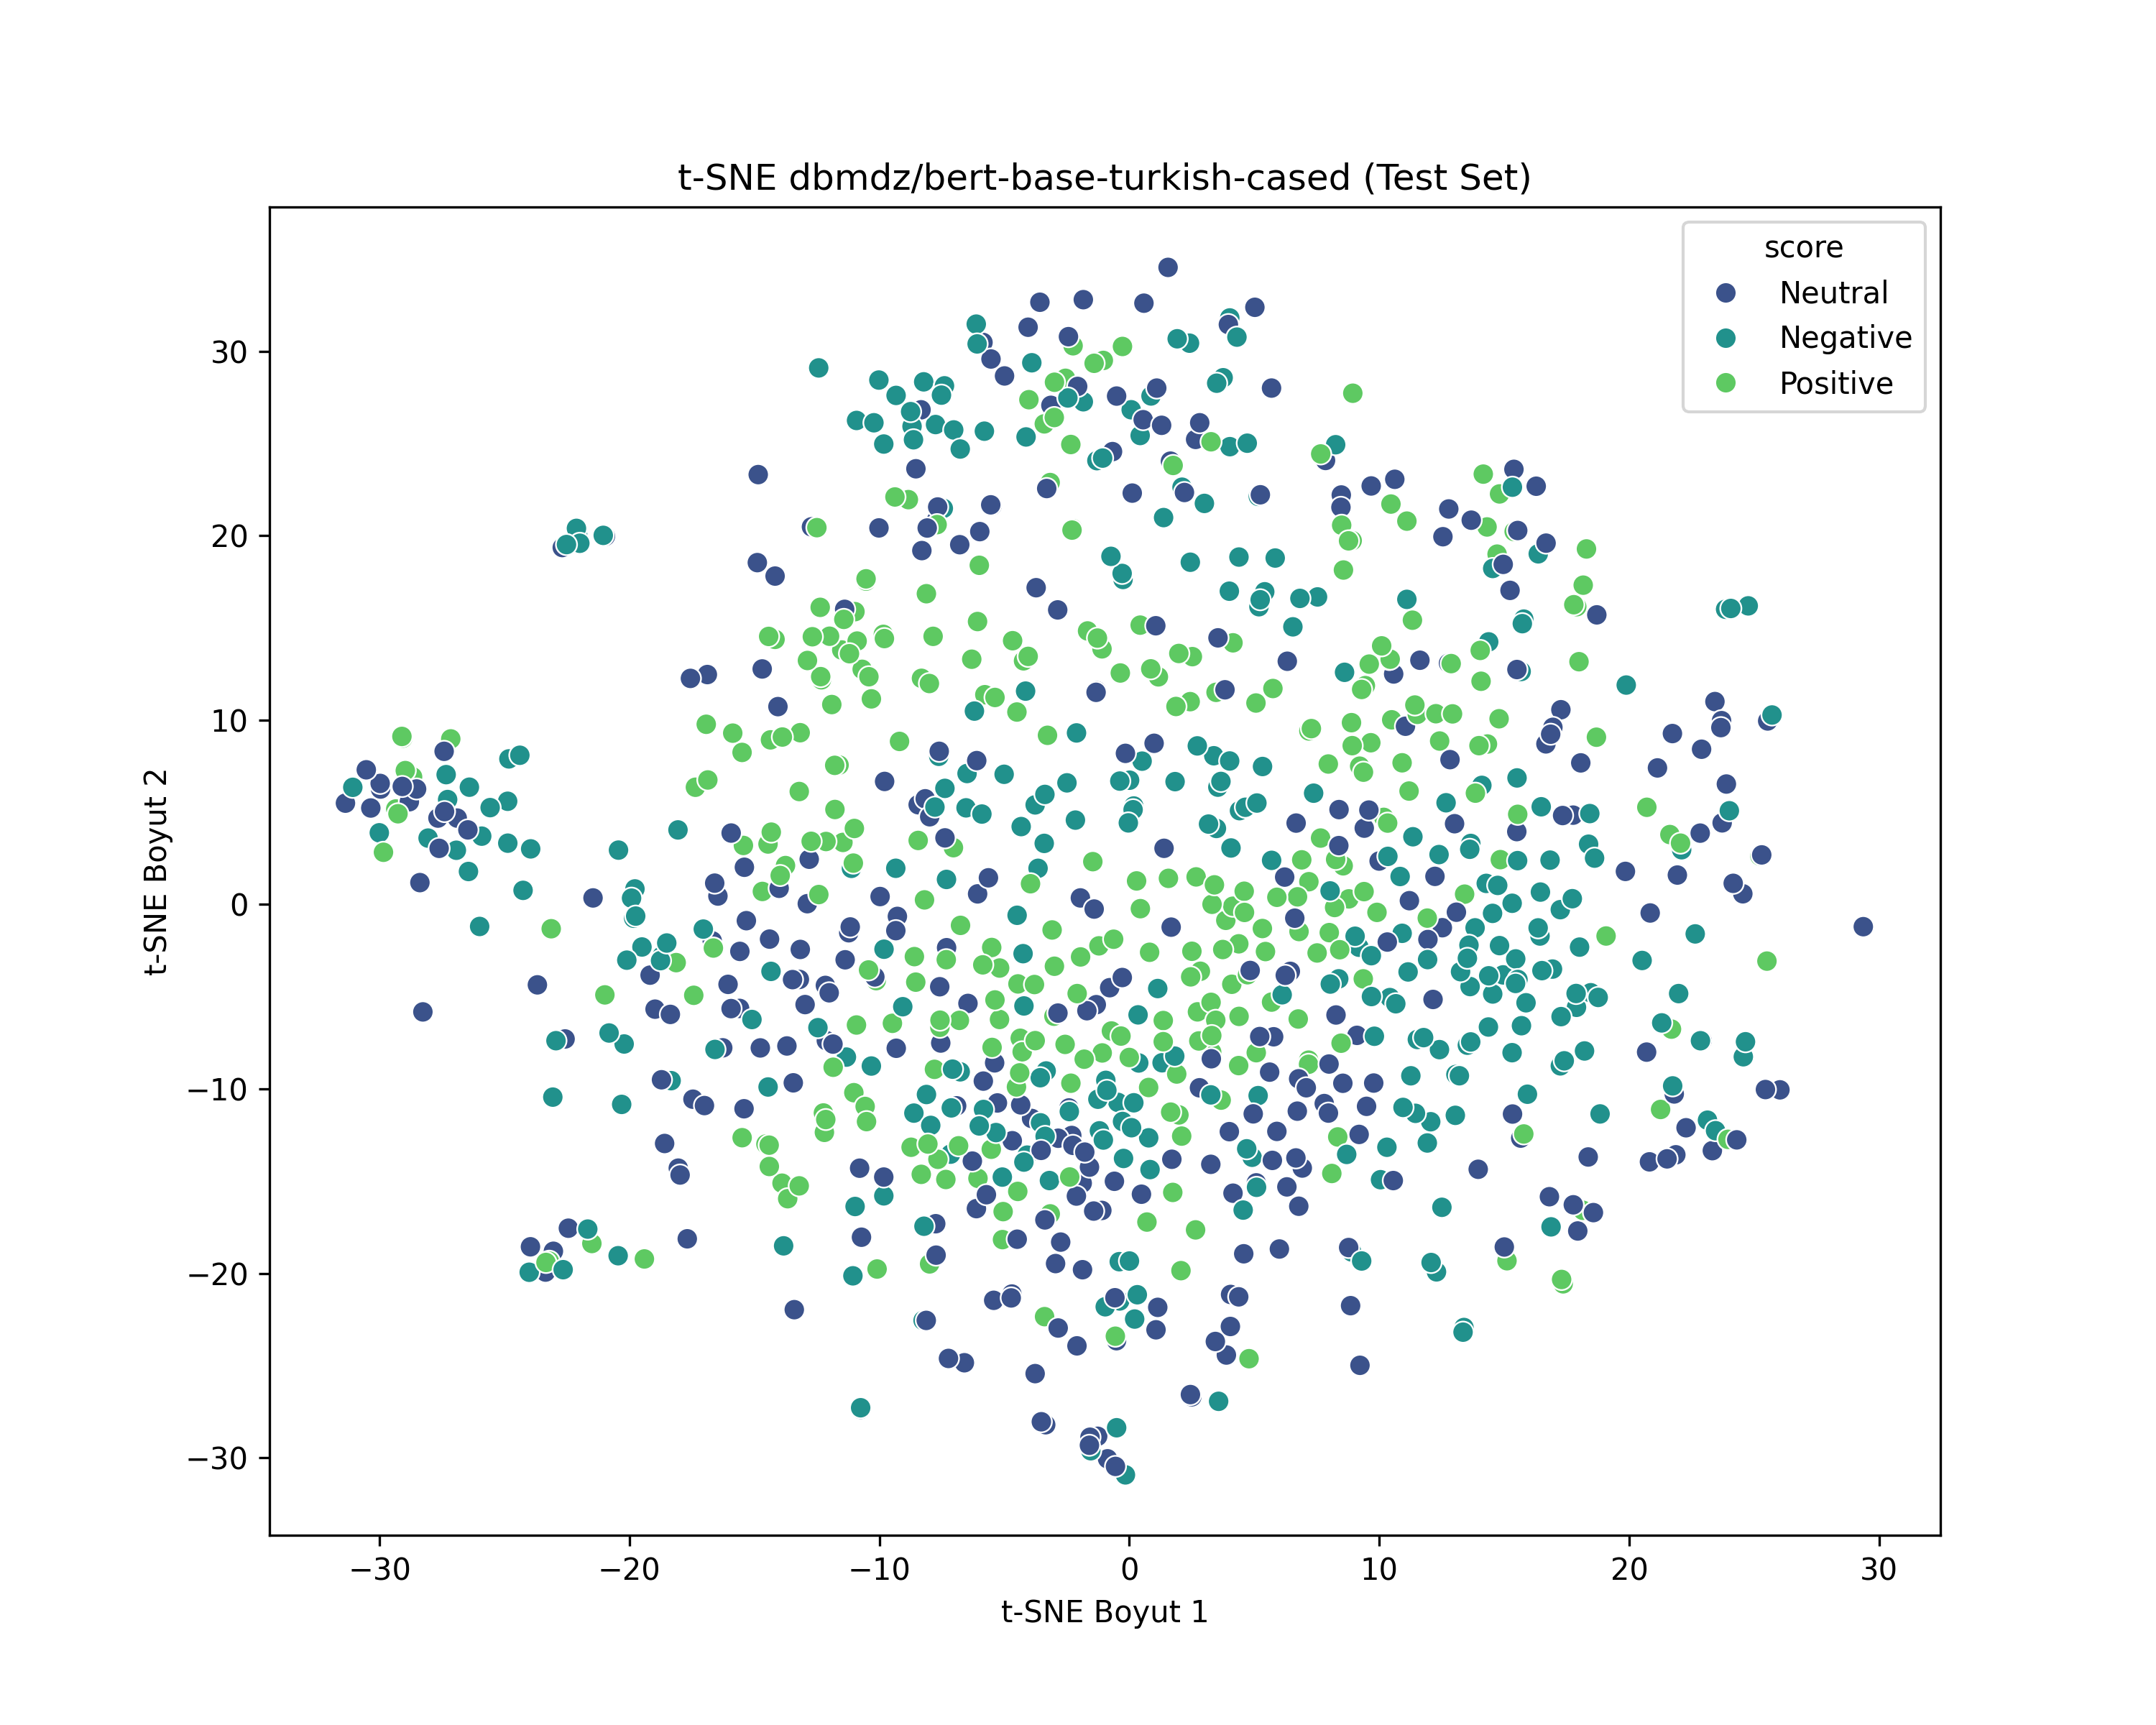 t-SNE dbmdz/bert-base-turkish-cased (Test Set)
score
Neutral
Negative
Positive
30
20
10
0
−10
−20
−30
t-SNE Boyut 2
−30
−20
−10
0
10
20
30
t-SNE Boyut 1